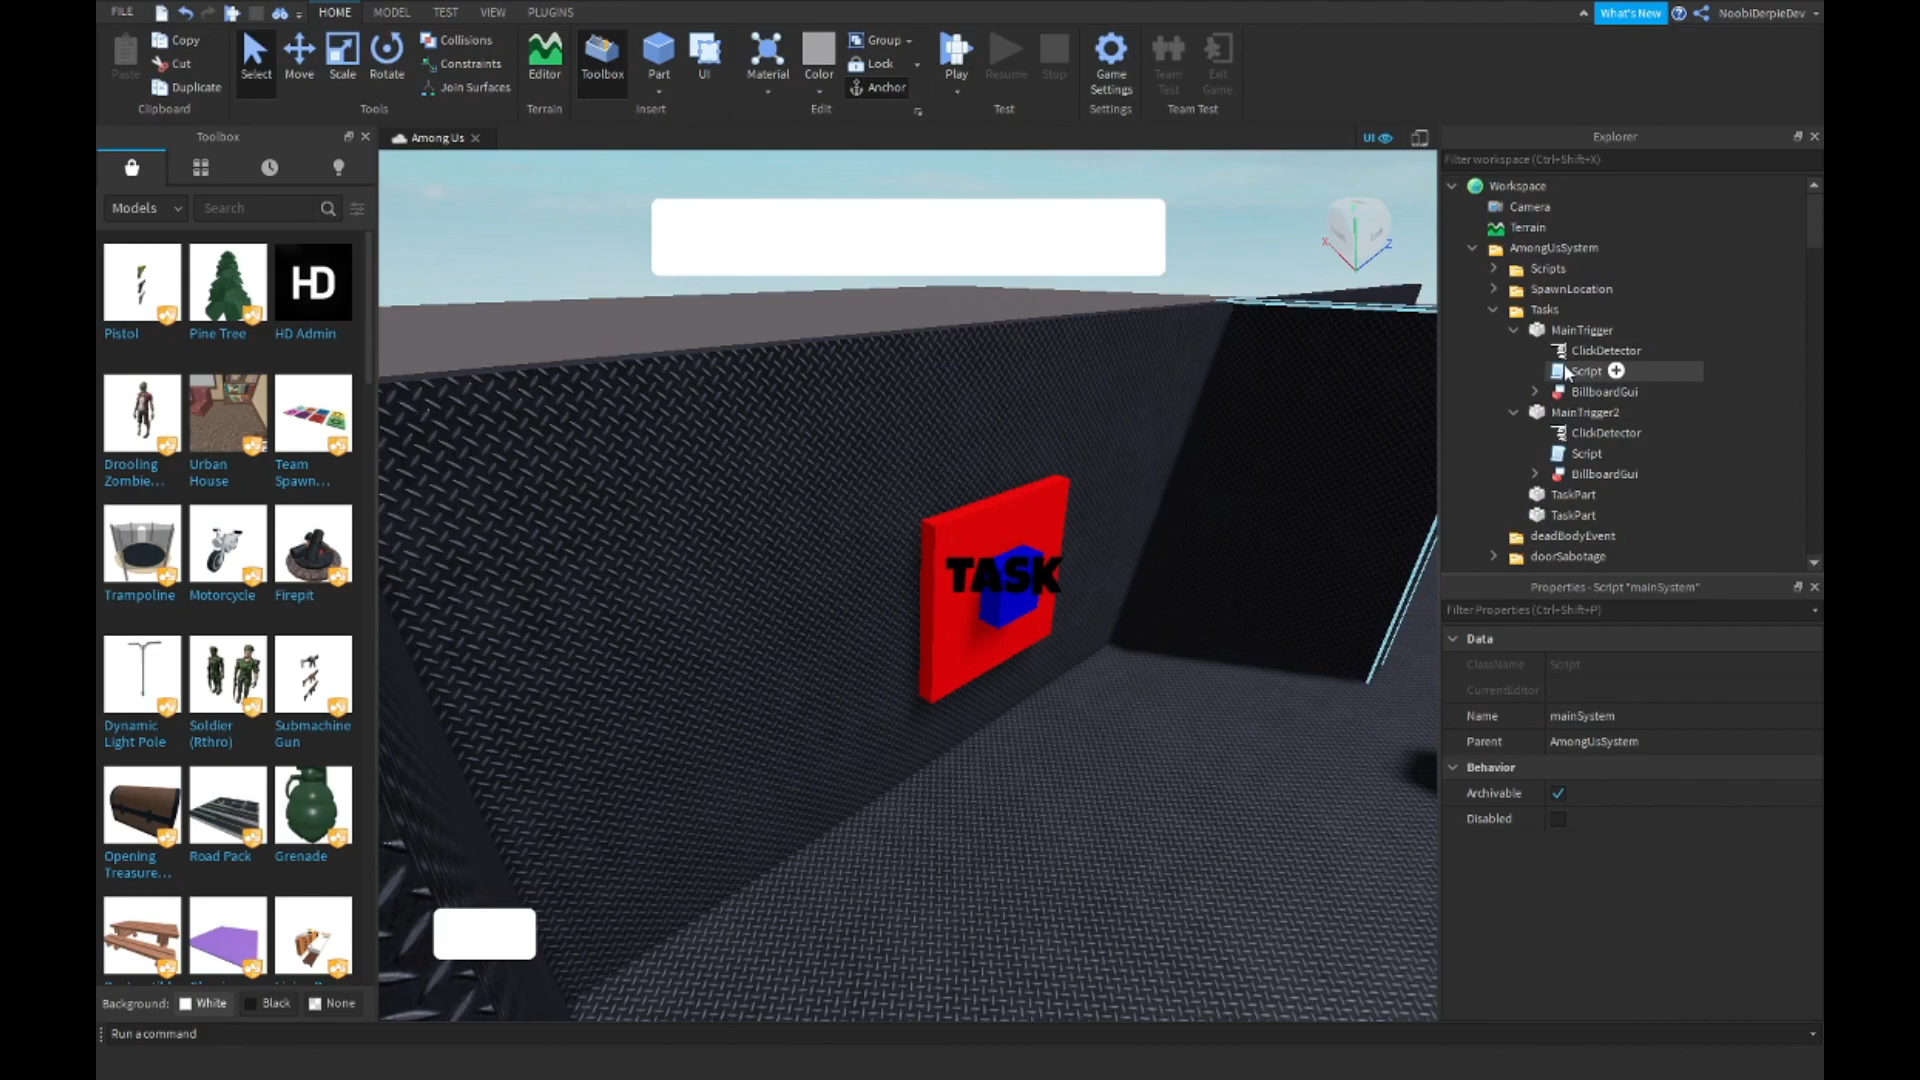 FILE HOME MODEL TEST VIEW PLUGINS What's New NoobiDerpieDev
Paste Copy Cut Duplicate Clipboard
Select Move Scale Rotate Collisions Constraints Join Surfaces Tools
Editor Terrain
Toolbox Part UI Insert
Material Color Group Lock Anchor Edit
Play Resume Stop Test
Game Settings Settings
Team Test Exit Game Team Test
Toolbox
Models Search
Pistol Pine Tree HD Admin
HD
Drooling Zombie... Urban House Team Spawn...
Trampoline Motorcycle Firepit
Dynamic Light Pole Soldier (Rthro) Submachine Gun
Opening Treasure... Road Pack Grenade
Background: White Black None
Run a command
Among Us
UI
TASK
X Z
Explorer
Filter workspace (Ctrl+Shift+X)
Workspace
Camera
Terrain
AmongUsSystem
Scripts
SpawnLocation
Tasks
MainTrigger
ClickDetector
Script
BillboardGui
MainTrigger2
ClickDetector
Script
BillboardGui
TaskPart
TaskPart
deadBodyEvent
doorSabotage
Properties - Script "mainSystem"
Filter Properties (Ctrl+Shift+P)
Data
ClassName Script
CurrentEditor
Name mainSystem
Parent AmongUsSystem
Behavior
Archivable
Disabled